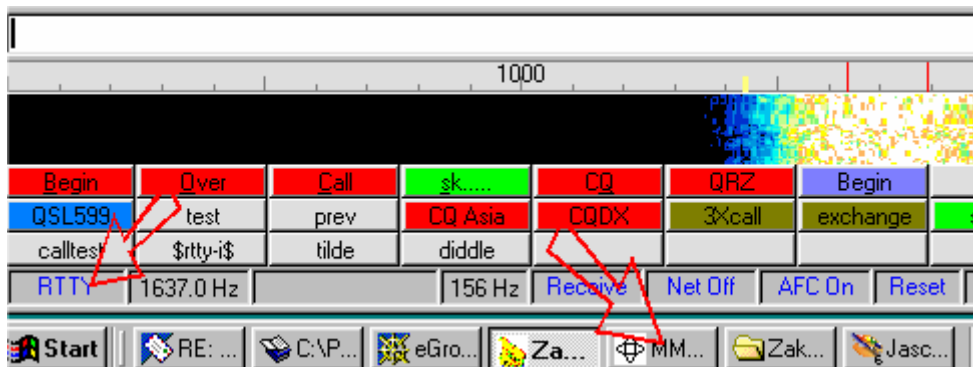 1000
Begin Over Call sk..... CQ QRZ Begin
QSL599 test prev CQ Asia CQDX 3Xcall exchange
calltest $rtty-i$ tilde diddle
RTTY 1637.0 Hz 156 Hz Receive Net Off AFC On Reset
Start RE: ... C:\P... eGro... Za... MM... Zak... Jasc...